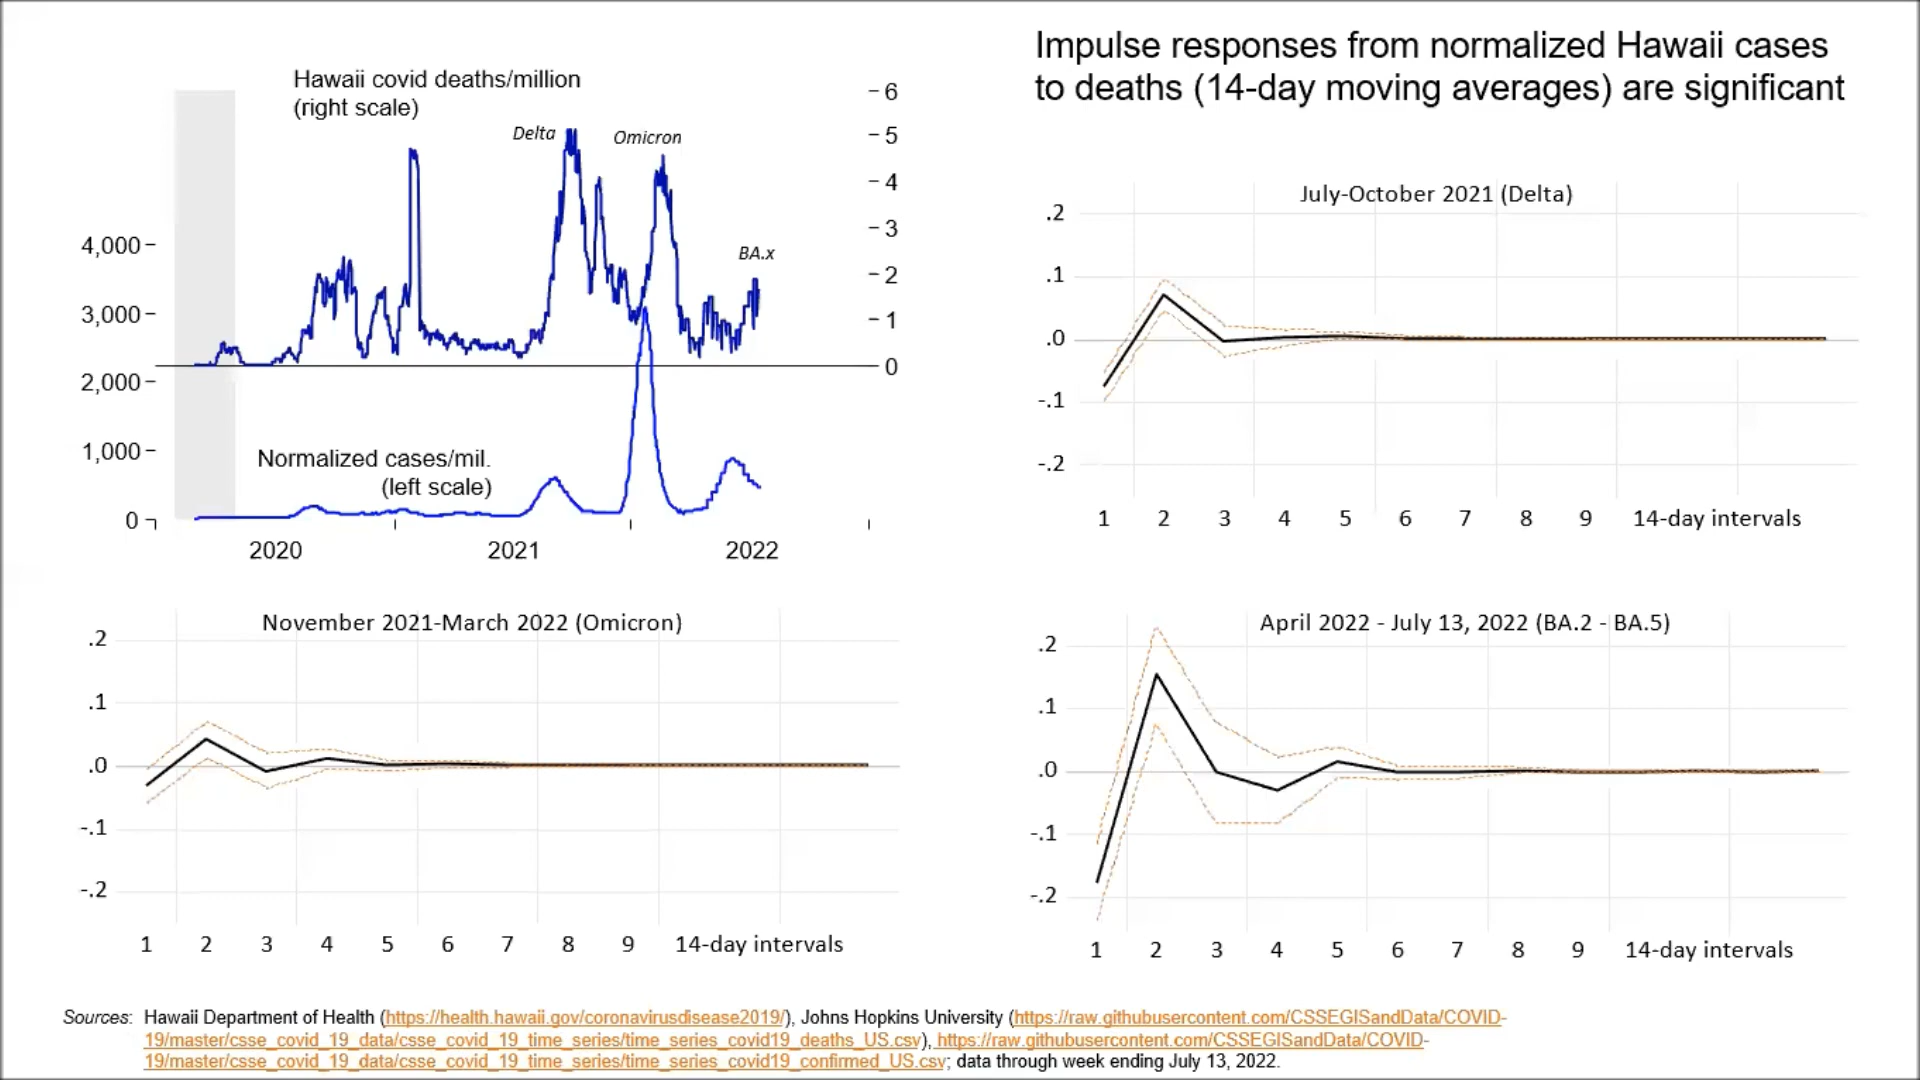 Impulse responses from normalized Hawaii cases
to deaths (14-day moving averages) are significant
Hawaii covid deaths/million
(right scale)
Delta
Omicron
BA.x
6
5
4
3
2
1
0
4,000
3,000
2,000
1,000
0
Normalized cases/mil.
(left scale)
2020 2021 2022
July-October 2021 (Delta)
.2
.1
.0
-.1
-.2
1 2 3 4 5 6 7 8 9 14-day intervals
November 2021-March 2022 (Omicron)
.2
.1
.0
-.1
-.2
1 2 3 4 5 6 7 8 9 14-day intervals
April 2022 - July 13, 2022 (BA.2 - BA.5)
.2
.1
.0
-.1
-.2
1 2 3 4 5 6 7 8 9 14-day intervals
Sources: Hawaii Department of Health (https://health.hawaii.gov/coronavirusdisease2019/), Johns Hopkins University (https://raw.githubusercontent.com/CSSEGISandData/COVID-
19/master/csse_covid_19_data/csse_covid_19_time_series/time_series_covid19_deaths_US.csv), https://raw.githubusercontent.com/CSSEGISandData/COVID-
19/master/csse_covid_19_data/csse_covid_19_time_series/time_series_covid19_confirmed_US.csv; data through week ending July 13, 2022.